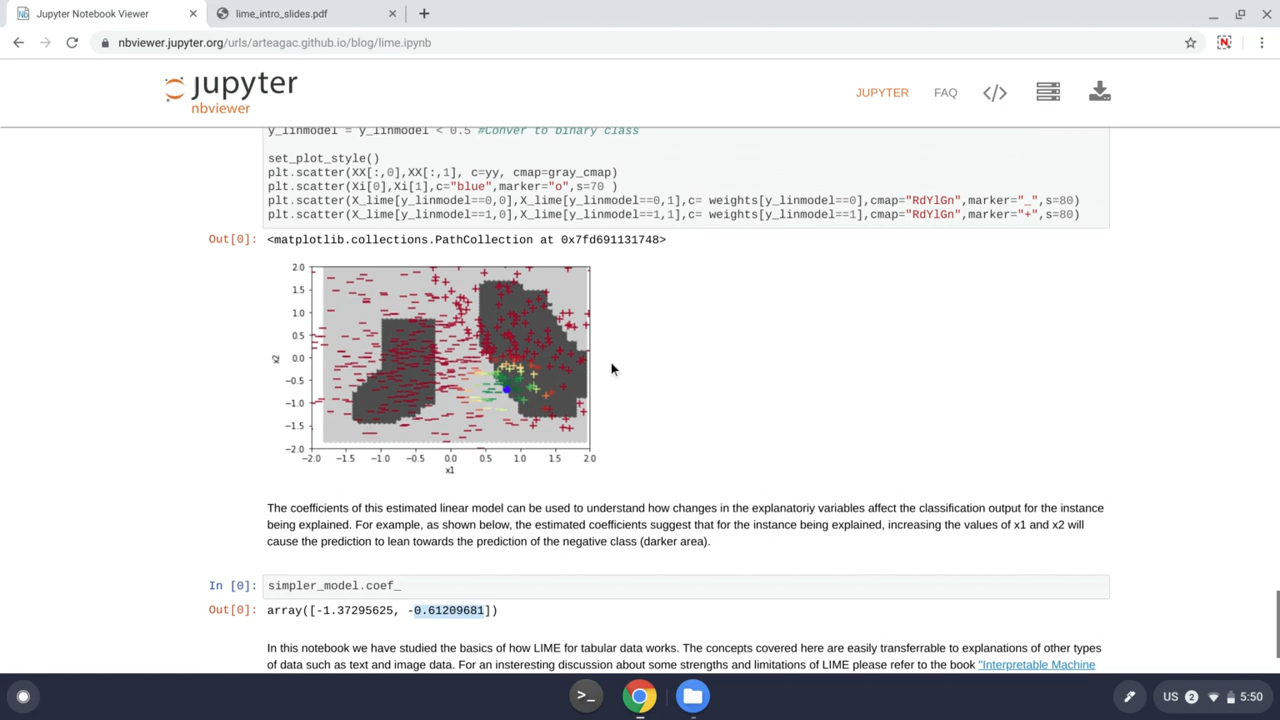 Jupyter Notebook Viewer
lime_intro_slides.pdf
nbviewer.jupyter.org/urls/arteagac.github.io/blog/lime.ipynb
jupyter
nbviewer
JUPYTER
FAQ
y_linmodel = y_linmodel < 0.5 #Conver to binary class
set_plot_style()
plt.scatter(XX[:,0],XX[:,1], c=yy, cmap=gray_cmap)
plt.scatter(Xi[0],Xi[1],c="blue",marker="o",s=70 )
plt.scatter(X_lime[y_linmodel==0,0],X_lime[y_linmodel==0,1],c= weights[y_linmodel==0],cmap="RdYlGn",marker="_",s=80)
plt.scatter(X_lime[y_linmodel==1,0],X_lime[y_linmodel==1,1],c= weights[y_linmodel==1],cmap="RdYlGn",marker="+",s=80)
Out[0]: <matplotlib.collections.PathCollection at 0x7fd691131748>
2.0
1.5
1.0
0.5
0.0
−0.5
−1.0
−1.5
−2.0
x2
−2.0 −1.5 −1.0 −0.5 0.0 0.5 1.0 1.5 2.0
x1
The coefficients of this estimated linear model can be used to understand how changes in the explanatoriy variables affect the classification output for the instance
being explained. For example, as shown below, the estimated coefficients suggest that for the instance being explained, increasing the values of x1 and x2 will
cause the prediction to lean towards the prediction of the negative class (darker area).
In [0]: simpler_model.coef_
Out[0]: array([-1.37295625, -0.61209681])
In this notebook we have studied the basics of how LIME for tabular data works. The concepts covered here are easily transferrable to explanations of other types
of data such as text and image data. For an insteresting discussion about some strengths and limitations of LIME please refer to the book "Interpretable Machine
US 2 5:50